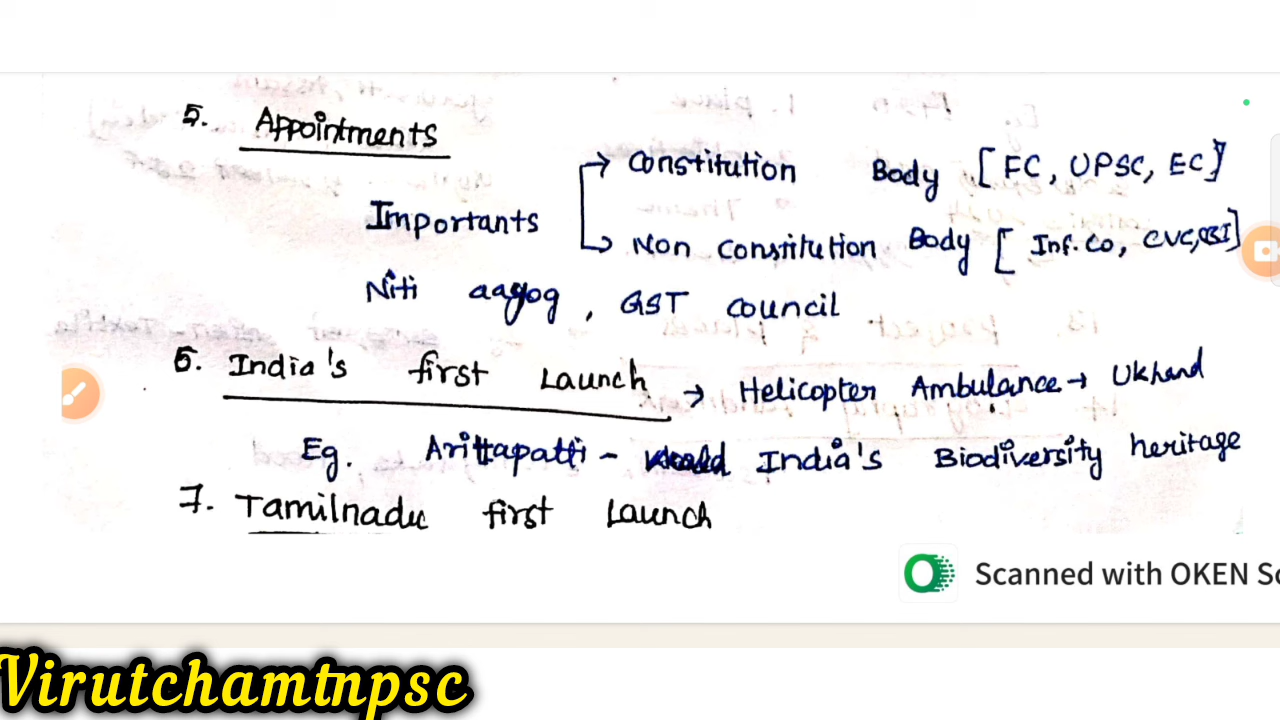 5. Appointments
Importants → Constitution Body [FC, UPSC, EC]
→ Non Constitution Body [Inf. Co, CVC, CBI]
Niti aayog, GST Council
6. India's first Launch → Helicopter Ambulance → Ukhand
Eg. Arittapatti - India's Biodiversity heritage
7. Tamilnadu first Launch
Scanned with OKEN Sc
Virutchamtnpsc